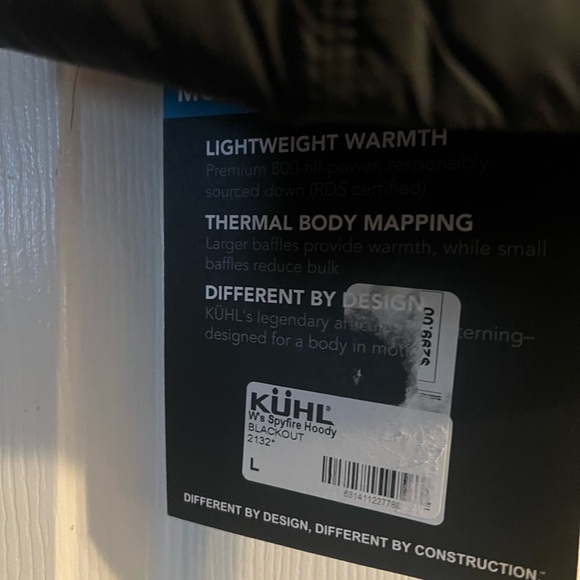 LIGHTWEIGHT WARMTH
Premium 800-fill-power, responsibly-
sourced down (RDS certified)
THERMAL BODY MAPPING
Larger baffles provide warmth, while small
baffles reduce bulk
DIFFERENT BY DESIGN
KÜHL's legendary
designed for a body in
KÜHL®
W's Spyfire Hoody
BLACKOUT
2132*
L
DIFFERENT BY DESIGN, DIFFERENT BY CONSTRUCTION™